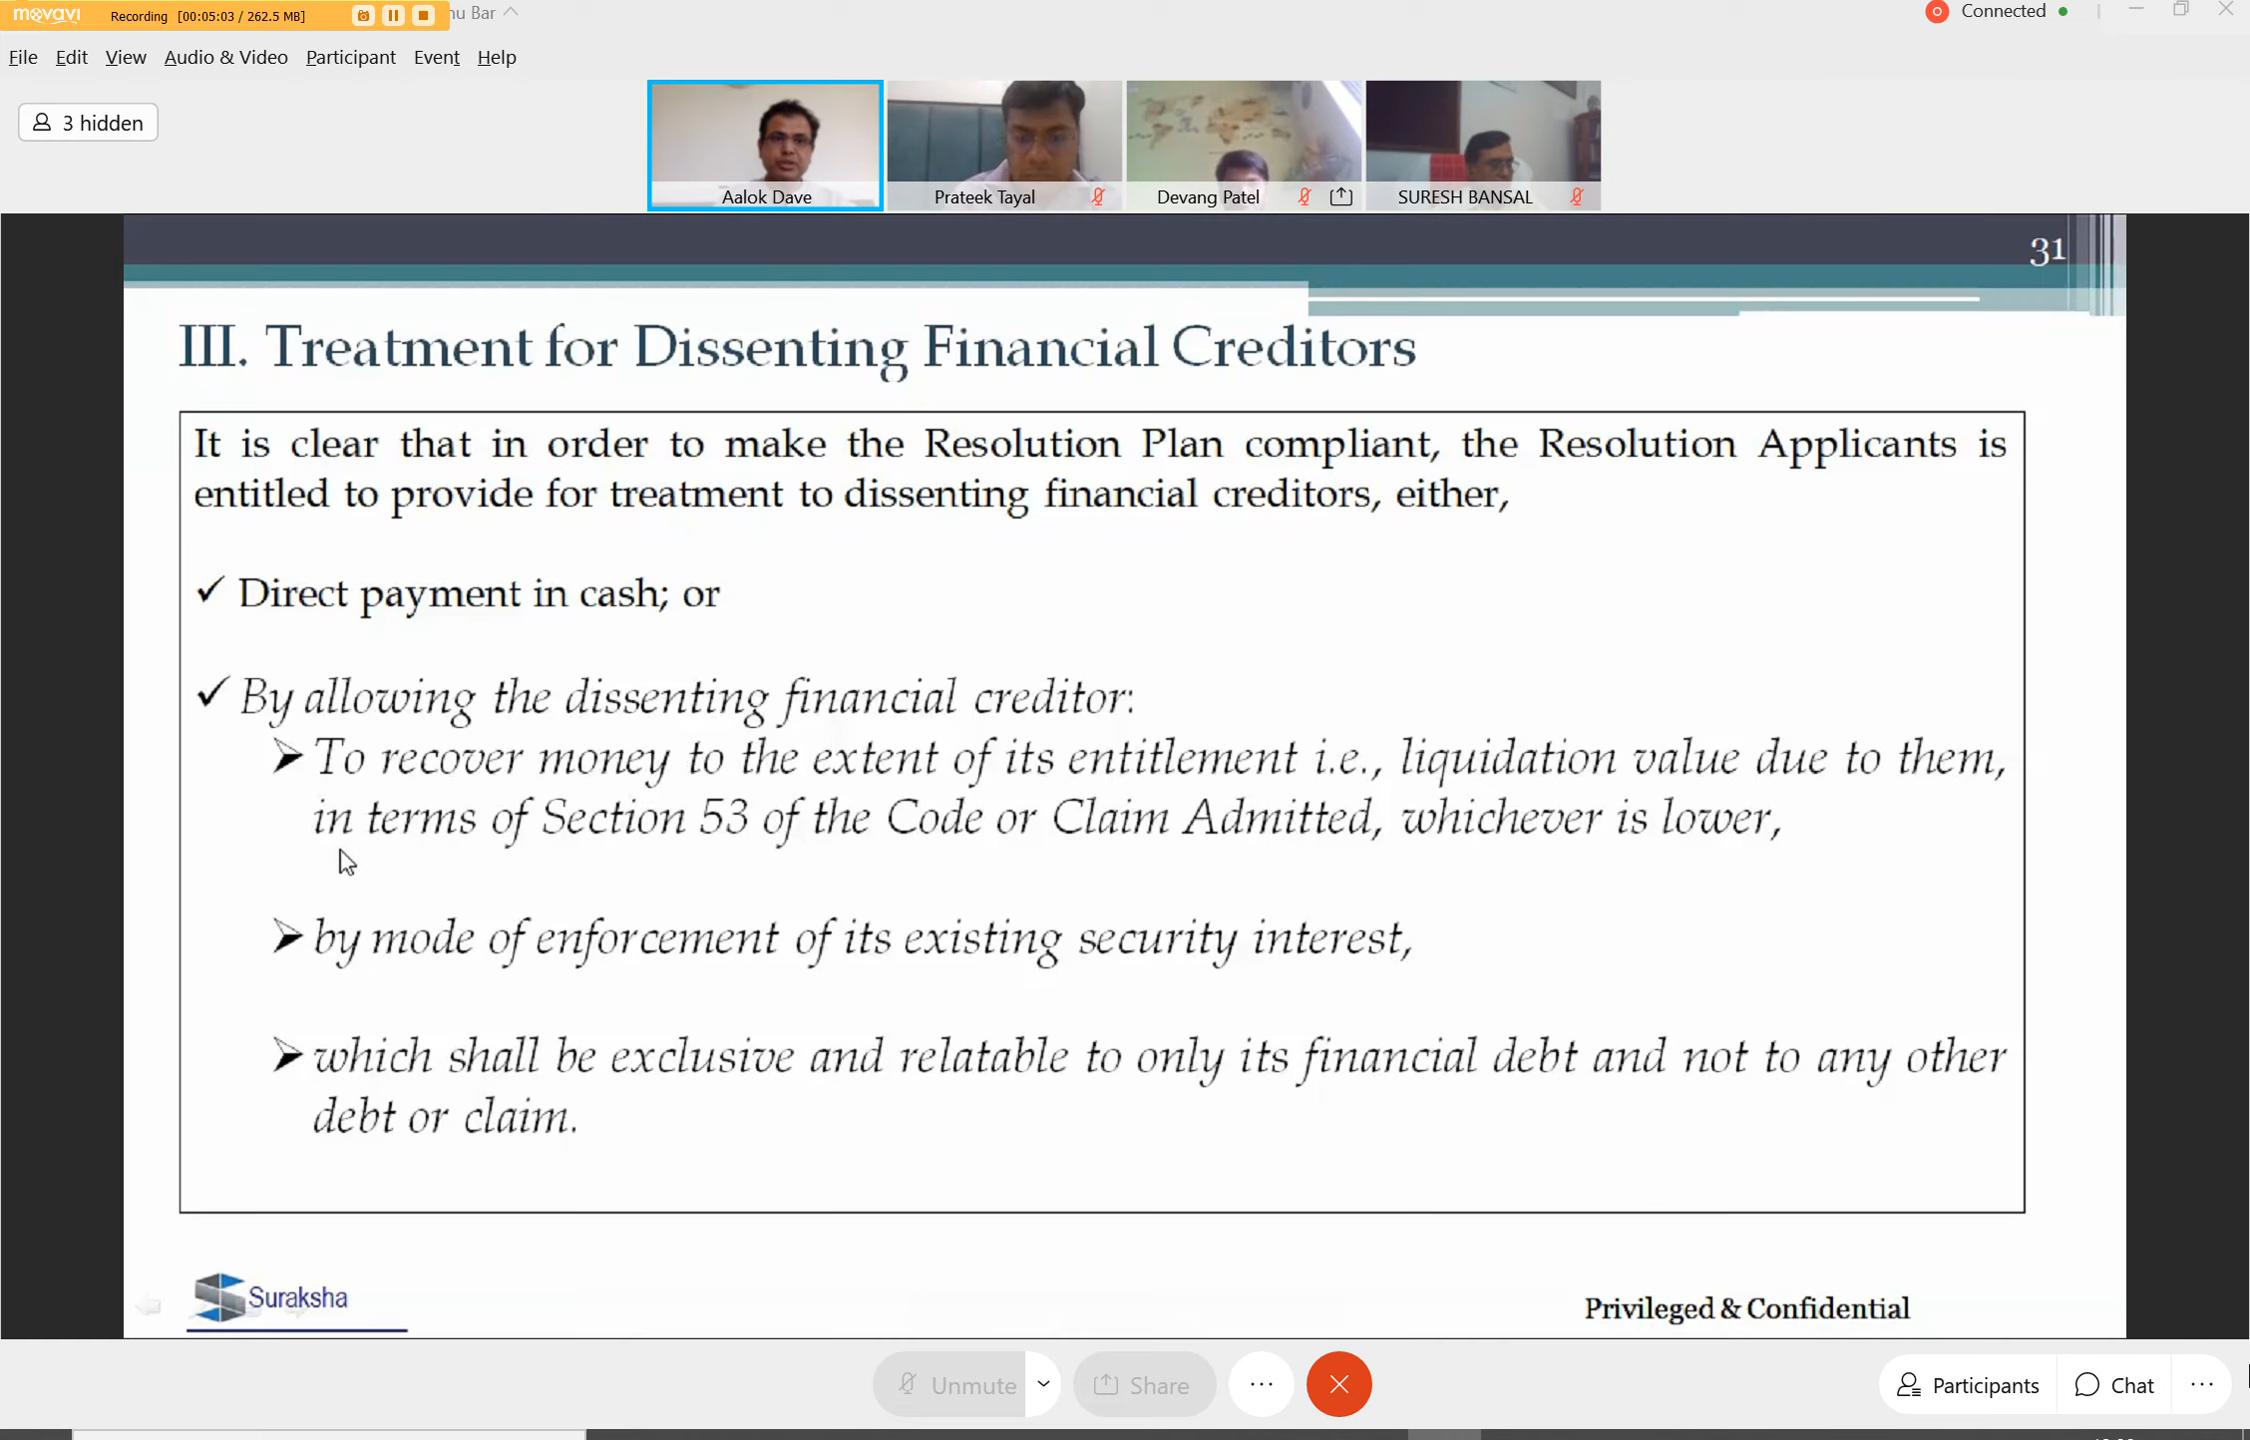 movavi
Recording [00:05:03 / 262.5 MB]
nu Bar
Connected
File Edit View Audio & Video Participant Event Help
3 hidden
Aalok Dave
Prateek Tayal
Devang Patel
SURESH BANSAL
31
III. Treatment for Dissenting Financial Creditors
It is clear that in order to make the Resolution Plan compliant, the Resolution Applicants is
entitled to provide for treatment to dissenting financial creditors, either,
✓ Direct payment in cash; or
✓ By allowing the dissenting financial creditor:
➢ To recover money to the extent of its entitlement i.e., liquidation value due to them,
in terms of Section 53 of the Code or Claim Admitted, whichever is lower,
➢ by mode of enforcement of its existing security interest,
➢ which shall be exclusive and relatable to only its financial debt and not to any other
debt or claim.
Suraksha
Privileged & Confidential
Unmute
Share
Participants
Chat